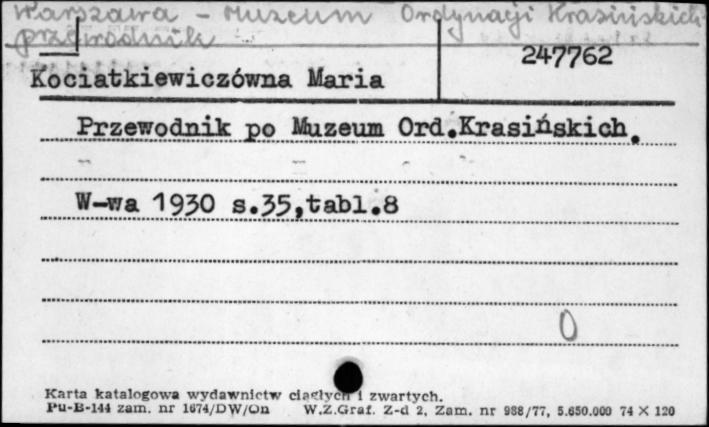 Warszawa - Muzeum Ordynacji Krasińskich
przewodnik
247762
Kociatkiewiczówna Maria
Przewodnik po Muzeum Ord.Krasińskich.
W-wa 1930 s.35,tabl.8
0
Karta katalogowa wydawnictw ciągłych i zwartych.
Pu-B-144 zam. nr 1674/DW/On W.Z.Graf. Z-d 2, Zam. nr 988/77, 5.650.000 74 X 120